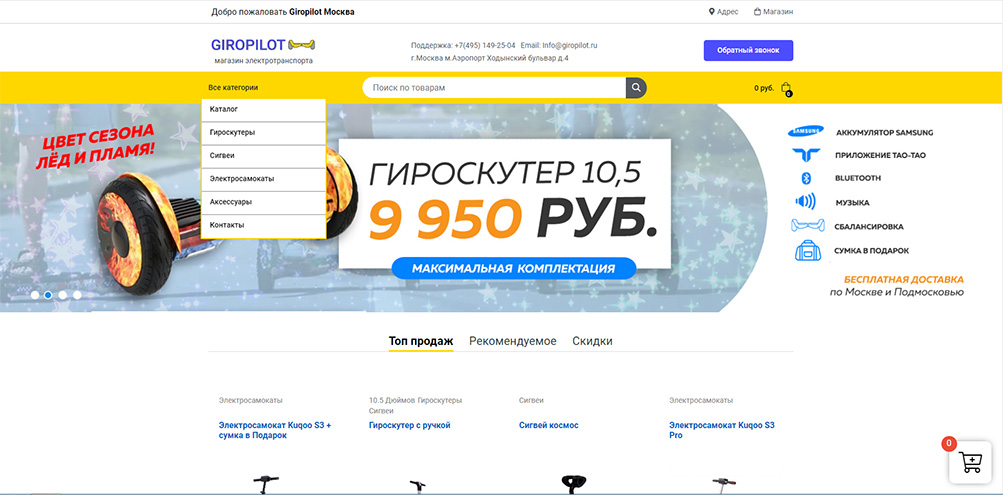 Добро пожаловать Giropilot Москва
Адрес
Магазин
GIROPILOT
магазин электротранспорта
Поддержка: +7(495) 149-25-04 Email: info@giropilot.ru
г.Москва м.Аэропорт Ходынский бульвар д.4
Обратный звонок
Все категории
Поиск по товарам
0 руб.
0
Каталог
Гироскутеры
Сигвеи
Электросамокаты
Аксессуары
Контакты
ЦВЕТ СЕЗОНА
ЛЁД И ПЛАМЯ!
ГИРОСКУТЕР 10,5
9 950 РУБ.
МАКСИМАЛЬНАЯ КОМПЛЕКТАЦИЯ
SAMSUNG
АККУМУЛЯТОР SAMSUNG
ПРИЛОЖЕНИЕ ТАО-ТАО
BLUETOOTH
МУЗЫКА
СБАЛАНСИРОВКА
СУМКА В ПОДАРОК
БЕСПЛАТНАЯ ДОСТАВКА
по Москве и Подмосковью
Топ продаж
Рекомендуемое
Скидки
Электросамокаты
Электросамокат Kuqoo S3 +
сумка в Подарок
10.5 Дюймов Гироскутеры
Сигвеи
Гироскутер с ручкой
Сигвеи
Сигвей космос
Электросамокаты
Электросамокат Kuqoo S3
Pro
0